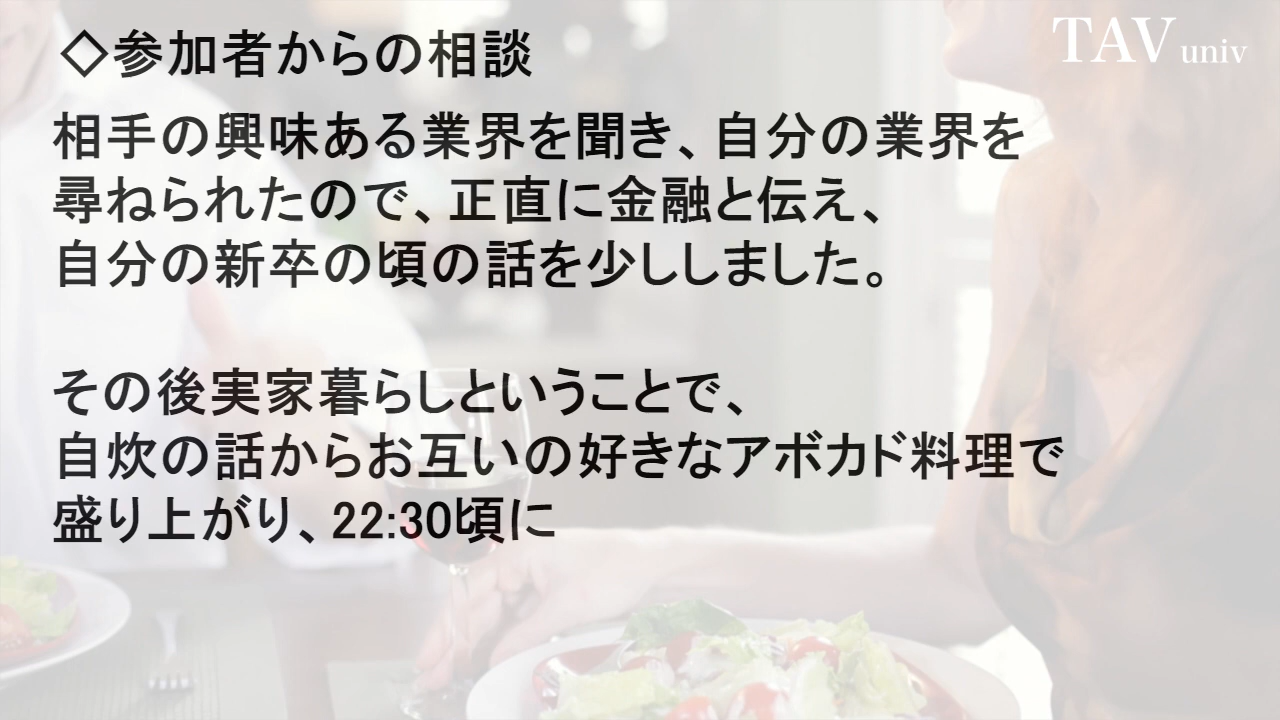 ◇参加者からの相談
TAV univ
相手の興味ある業界を聞き、自分の業界を
尋ねられたので、正直に金融と伝え、
自分の新卒の頃の話を少ししました。
その後実家暮らしということで、
自炊の話からお互いの好きなアボカド料理で
盛り上がり、22:30頃に